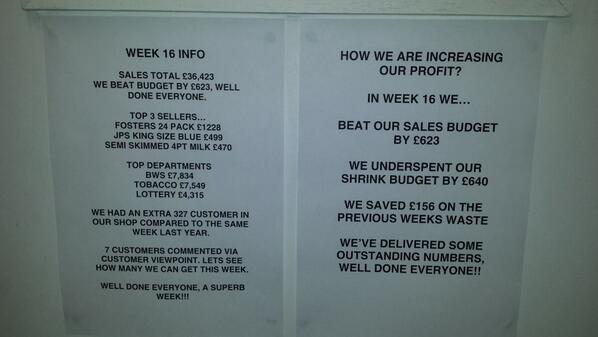 WEEK 16 INFO
SALES TOTAL £36,423
WE BEAT BUDGET BY £623, WELL
DONE EVERYONE.
TOP 3 SELLERS...
FOSTERS 24 PACK £1228
JPS KING SIZE BLUE £499
SEMI SKIMMED 4PT MILK £470
TOP DEPARTMENTS
BWS £7,834
TOBACCO £7,549
LOTTERY £4,315
WE HAD AN EXTRA 327 CUSTOMER IN
OUR SHOP COMPARED TO THE SAME
WEEK LAST YEAR.
7 CUSTOMERS COMMENTED VIA
CUSTOMER VIEWPOINT. LETS SEE
HOW MANY WE CAN GET THIS WEEK.
WELL DONE EVERYONE, A SUPERB
WEEK!!!
HOW WE ARE INCREASING
OUR PROFIT?
IN WEEK 16 WE...
BEAT OUR SALES BUDGET
BY £623
WE UNDERSPENT OUR
SHRINK BUDGET BY £640
WE SAVED £156 ON THE
PREVIOUS WEEKS WASTE
WE'VE DELIVERED SOME
OUTSTANDING NUMBERS,
WELL DONE EVERYONE!!